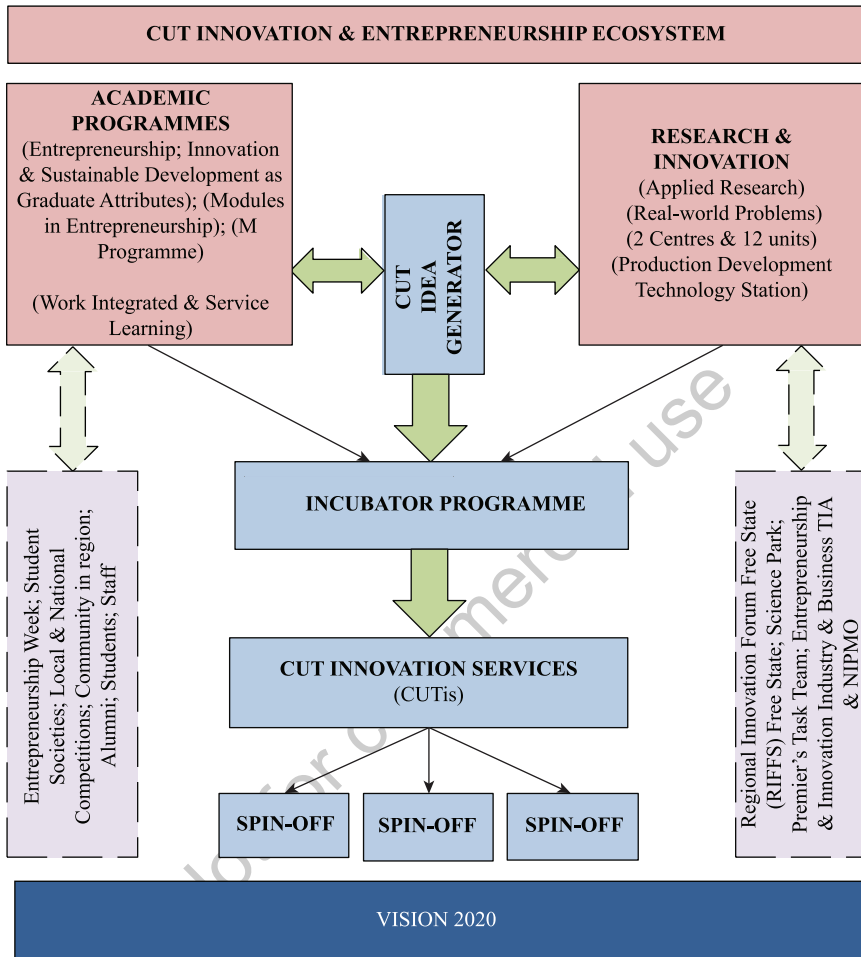 CUT INNOVATION & ENTREPRENEURSHIP ECOSYSTEM
ACADEMIC
PROGRAMMES
(Entrepreneurship; Innovation
& Sustainable Development as
Graduate Attributes); (Modules
in Entrepreneurship); (M
Programme)
(Work Integrated & Service
Learning)
CUT
IDEA
GENERATOR
RESEARCH &
INNOVATION
(Applied Research)
(Real-world Problems)
(2 Centres & 12 units)
(Production Development
Technology Station)
INCUBATOR PROGRAMME
Entrepreneurship Week; Student
Societies; Local & National
Competitions; Community in region;
Alumni; Students; Staff
CUT INNOVATION SERVICES
(CUTis)
Regional Innovation Forum Free State
(RIFFS) Free State; Science Park;
Premier's Task Team; Entrepreneurship
& Innovation Industry & Business TIA
& NIPMO
SPIN-OFF
SPIN-OFF
SPIN-OFF
VISION 2020